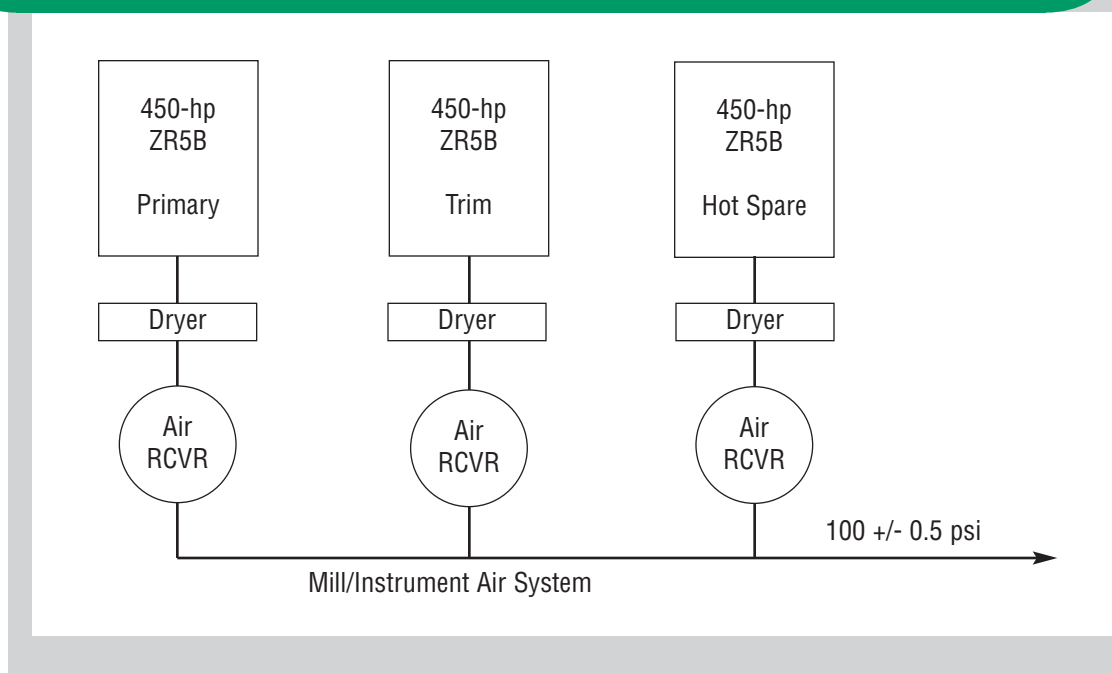 450-hp
ZR5B
Primary
450-hp
ZR5B
Trim
450-hp
ZR5B
Hot Spare
Dryer
Dryer
Dryer
Air
RCVR
Air
RCVR
Air
RCVR
100 +/- 0.5 psi
Mill/Instrument Air System